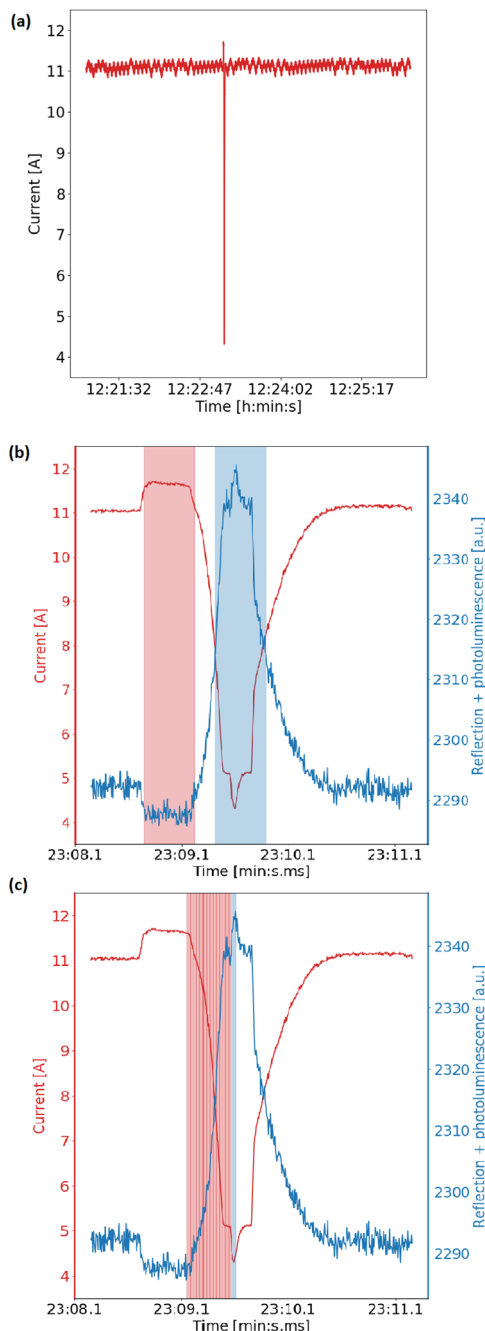 (a)
12
11
10
9
8
7
6
5
4
Current [A]
12:21:32 12:22:47 12:24:02 12:25:17
Time [h:min:s]
(b)
12
11
10
9
8
7
6
5
4
Current [A]
2340
2330
2320
2310
2300
2290
Reflection + photoluminescence [a.u.]
23:08.1 23:09.1 23:10.1 23:11.1
Time [min:s.ms]
(c)
12
11
10
9
8
7
6
5
4
Current [A]
2340
2330
2320
2310
2300
2290
Reflection + photoluminescence [a.u.]
23:08.1 23:09.1 23:10.1 23:11.1
Time [min:s.ms]